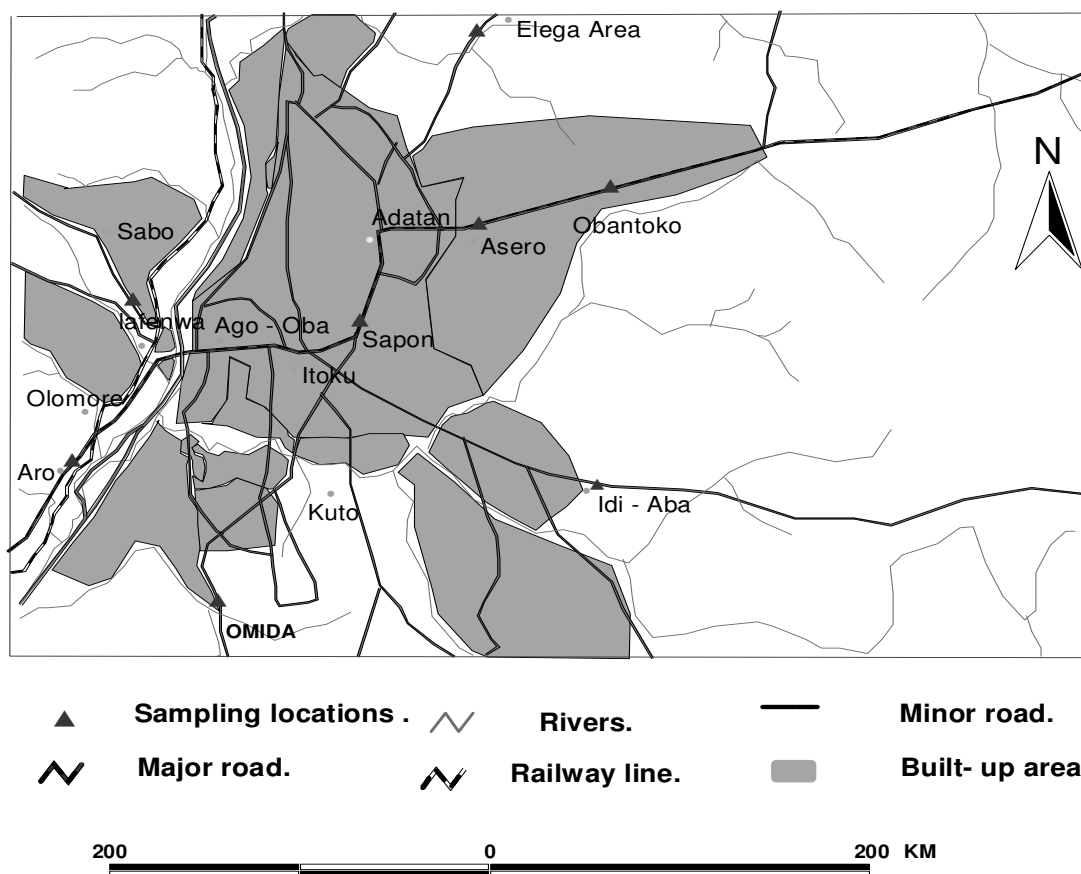 Elega Area
N
Adatan
Obantoko
Sabo
Asero
Iafenwa
Ago - Oba
Sapon
Itoku
Olomore
Aro
Idi - Aba
Kuto
OMIDA
Sampling locations .
Rivers.
Minor road.
Major road.
Railway line.
Built- up area
200 0 200 KM